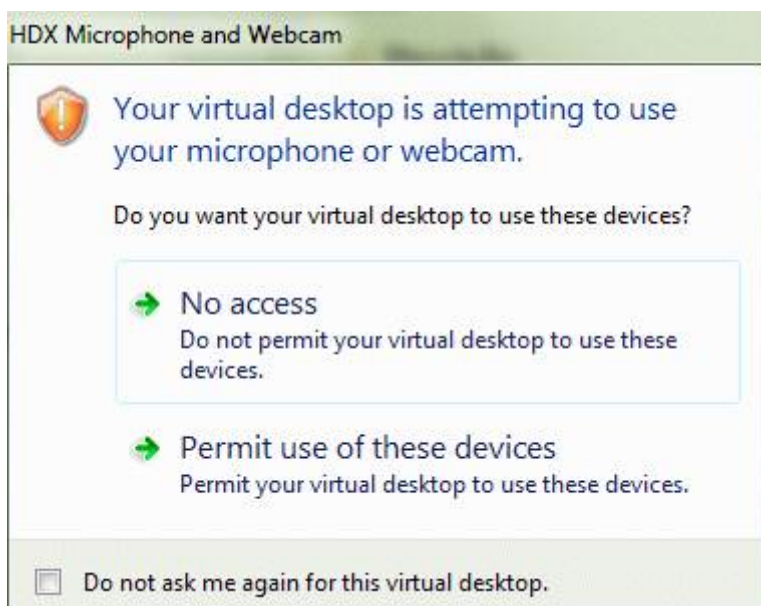 HDX Microphone and Webcam
Your virtual desktop is attempting to use
your microphone or webcam.
Do you want your virtual desktop to use these devices?
No access
Do not permit your virtual desktop to use these
devices.
Permit use of these devices
Permit your virtual desktop to use these devices.
Do not ask me again for this virtual desktop.